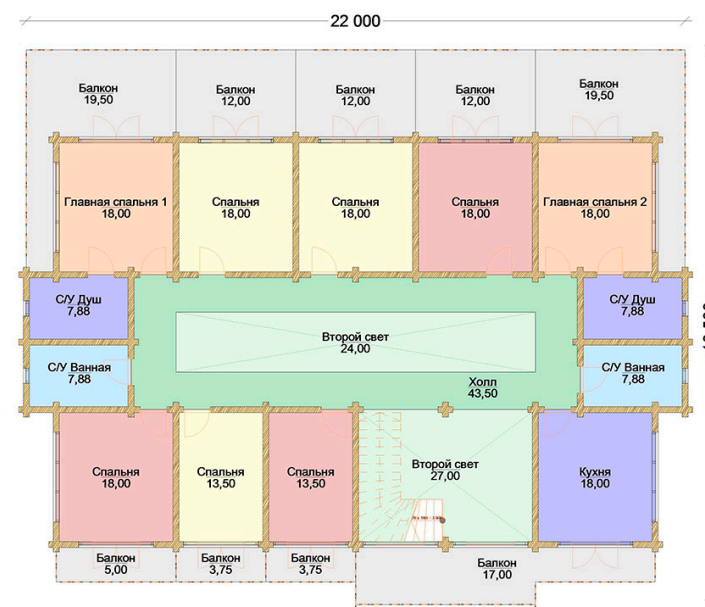 22 000
Балкон
19,50
Балкон
12,00
Балкон
12,00
Балкон
12,00
Балкон
19,50
Главная спальня 1
18,00
Спальня
18,00
Спальня
18,00
Спальня
18,00
Главная спальня 2
18,00
С/У Душ
7,88
С/У Душ
7,88
Второй свет
24,00
С/У Ванная
7,88
С/У Ванная
7,88
Холл
43,50
Спальня
18,00
Спальня
13,50
Спальня
13,50
Второй свет
27,00
Кухня
18,00
Балкон
5,00
Балкон
3,75
Балкон
3,75
Балкон
17,00